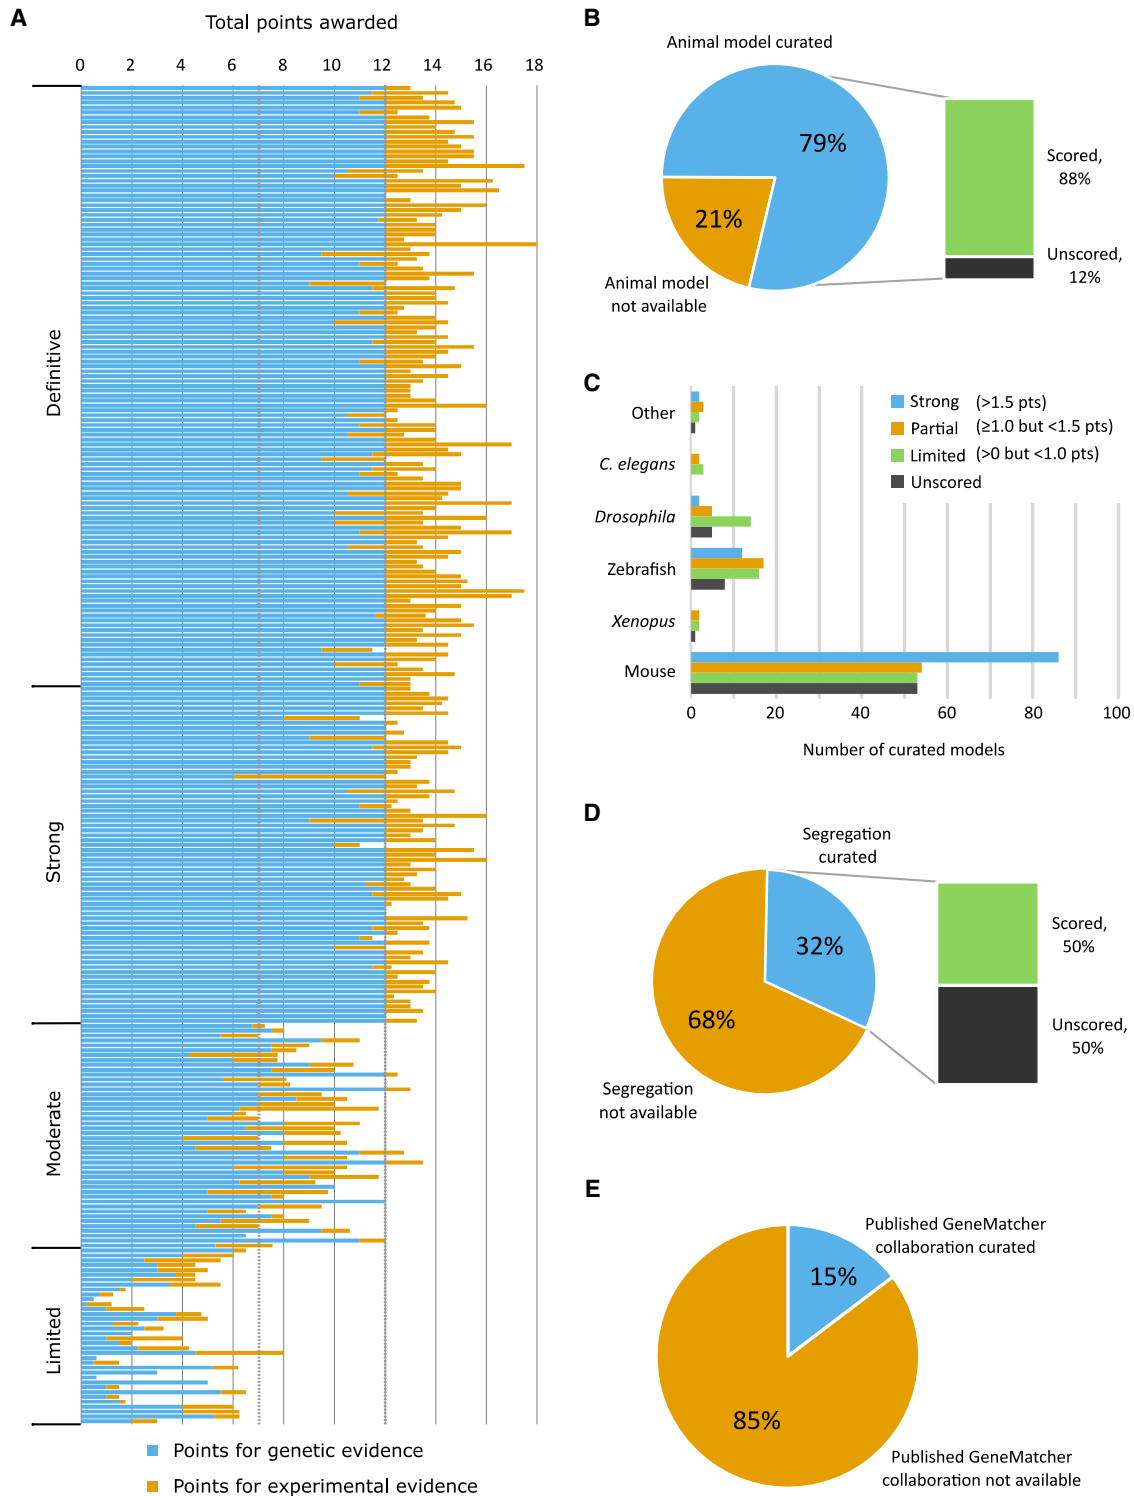 A
Total points awarded
0 2 4 6 8 10 12 14 16 18
Definitive
Strong
Moderate
Limited
Points for genetic evidence
Points for experimental evidence
B
Animal model curated
79%
21%
Animal model
not available
Scored,
88%
Unscored,
12%
C
Other
C. elegans
Drosophila
Zebrafish
Xenopus
Mouse
Strong (>1.5 pts)
Partial (≥1.0 but <1.5 pts)
Limited (>0 but <1.0 pts)
Unscored
0 20 40 60 80 100
Number of curated models
D
Segregation
curated
32%
68%
Segregation
not available
Scored,
50%
Unscored,
50%
E
Published GeneMatcher
collaboration curated
15%
85%
Published GeneMatcher
collaboration not available